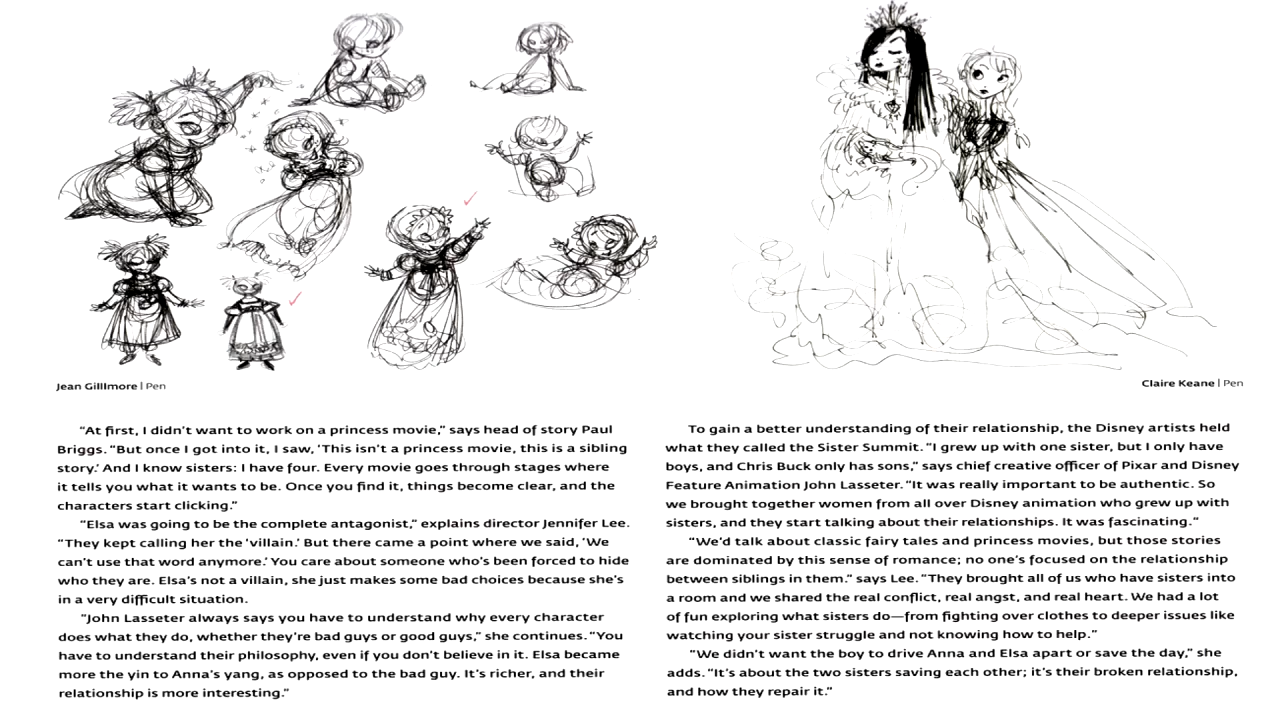 Jean Gilllmore | Pen
Claire Keane | Pen
"At first, I didn't want to work on a princess movie," says head of story Paul
Briggs. "But once I got into it, I saw, 'This isn't a princess movie, this is a sibling
story.' And I know sisters: I have four. Every movie goes through stages where
it tells you what it wants to be. Once you find it, things become clear, and the
characters start clicking."
"Elsa was going to be the complete antagonist," explains director Jennifer Lee.
"They kept calling her the 'villain.' But there came a point where we said, 'We
can't use that word anymore.' You care about someone who's been forced to hide
who they are. Elsa's not a villain, she just makes some bad choices because she's
in a very difficult situation.
"John Lasseter always says you have to understand why every character
does what they do, whether they're bad guys or good guys," she continues. "You
have to understand their philosophy, even if you don't believe in it. Elsa became
more the yin to Anna's yang, as opposed to the bad guy. It's richer, and their
relationship is more interesting."
To gain a better understanding of their relationship, the Disney artists held
what they called the Sister Summit. "I grew up with one sister, but I only have
boys, and Chris Buck only has sons," says chief creative officer of Pixar and Disney
Feature Animation John Lasseter. "It was really important to be authentic. So
we brought together women from all over Disney animation who grew up with
sisters, and they start talking about their relationships. It was fascinating."
"We'd talk about classic fairy tales and princess movies, but those stories
are dominated by this sense of romance; no one's focused on the relationship
between siblings in them." says Lee. "They brought all of us who have sisters into
a room and we shared the real conflict, real angst, and real heart. We had a lot
of fun exploring what sisters do—from fighting over clothes to deeper issues like
watching your sister struggle and not knowing how to help."
"We didn't want the boy to drive Anna and Elsa apart or save the day," she
adds. "It's about the two sisters saving each other; it's their broken relationship,
and how they repair it."